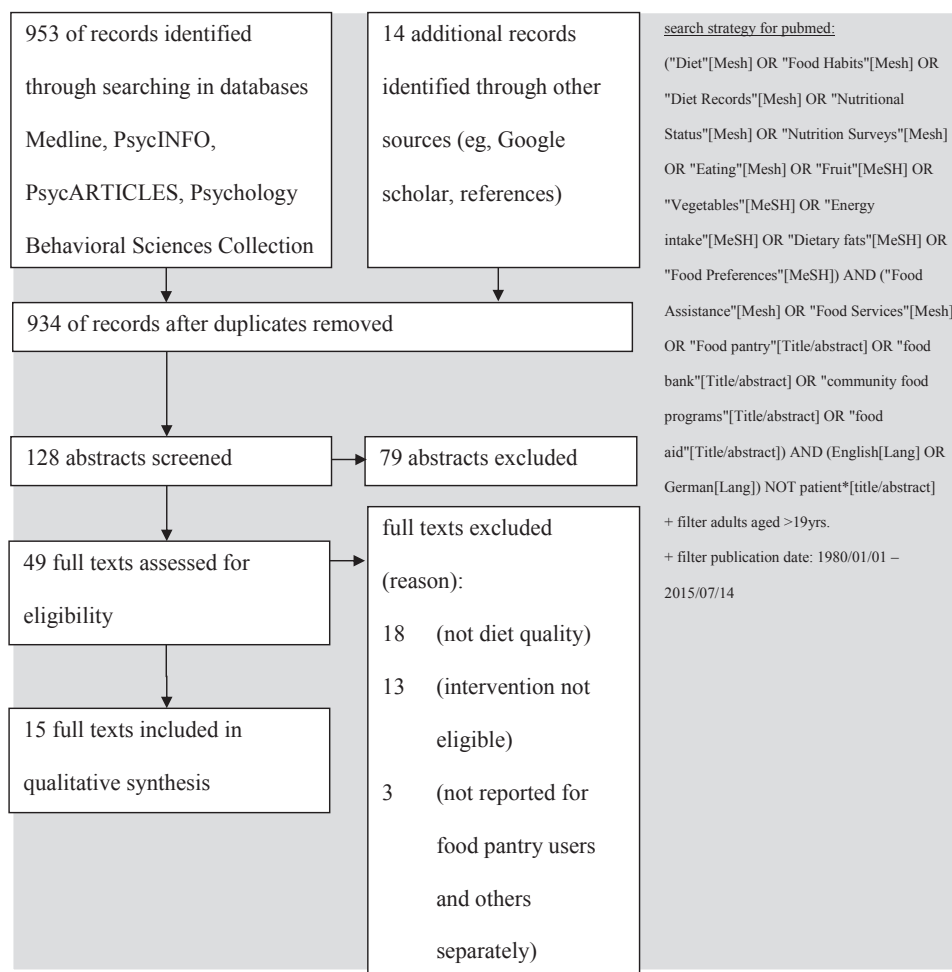 953 of records identified
through searching in databases
Medline, PsycINFO,
PsycARTICLES, Psychology
Behavioral Sciences Collection
14 additional records
identified through other
sources (eg, Google
scholar, references)
934 of records after duplicates removed
128 abstracts screened
79 abstracts excluded
49 full texts assessed for
eligibility
full texts excluded
(reason):
18 (not diet quality)
13 (intervention not
eligible)
3 (not reported for
food pantry users
and others
separately)
15 full texts included in
qualitative synthesis
search strategy for pubmed:
("Diet"[Mesh] OR "Food Habits"[Mesh] OR
"Diet Records"[Mesh] OR "Nutritional
Status"[Mesh] OR "Nutrition Surveys"[Mesh]
OR "Eating"[Mesh] OR "Fruit"[MeSH] OR
"Vegetables"[MeSH] OR "Energy
intake"[MeSH] OR "Dietary fats"[MeSH] OR
"Food Preferences"[MeSH]) AND ("Food
Assistance"[Mesh] OR "Food Services"[Mesh]
OR "Food pantry"[Title/abstract] OR "food
bank"[Title/abstract] OR "community food
programs"[Title/abstract] OR "food
aid"[Title/abstract]) AND (English[Lang] OR
German[Lang]) NOT patient*[title/abstract]
+ filter adults aged >19yrs.
+ filter publication date: 1980/01/01 –
2015/07/14